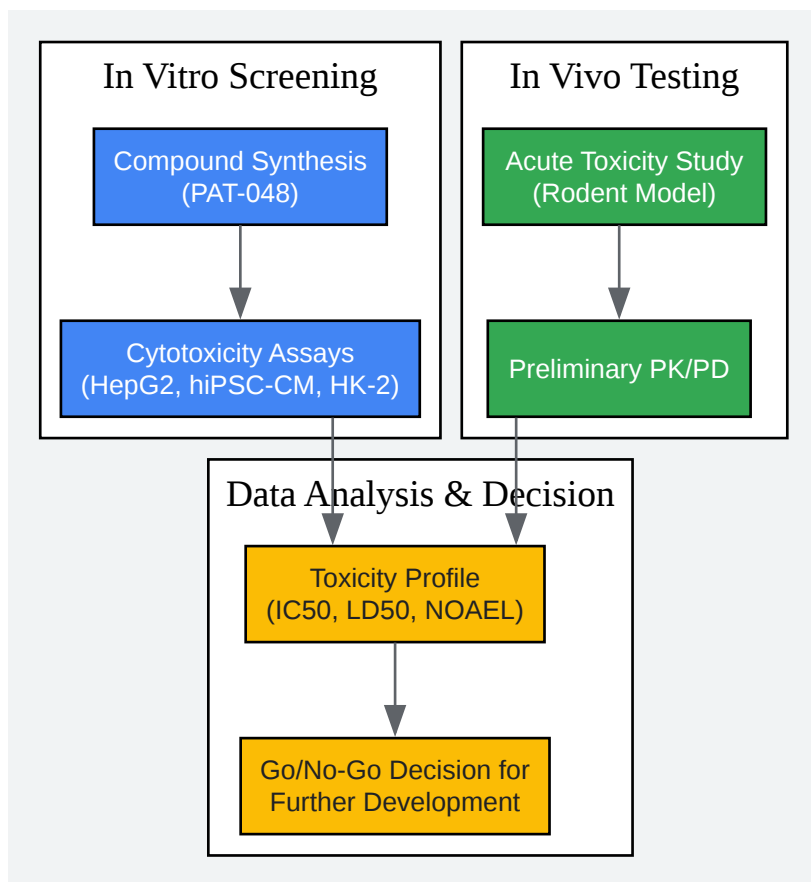 In Vitro Screening
Compound Synthesis
(PAT-048)
Cytotoxicity Assays
(HepG2, hiPSC-CM, HK-2)
In Vivo Testing
Acute Toxicity Study
(Rodent Model)
Preliminary PK/PD
Data Analysis & Decision
Toxicity Profile
(IC50, LD50, NOAEL)
Go/No-Go Decision for
Further Development